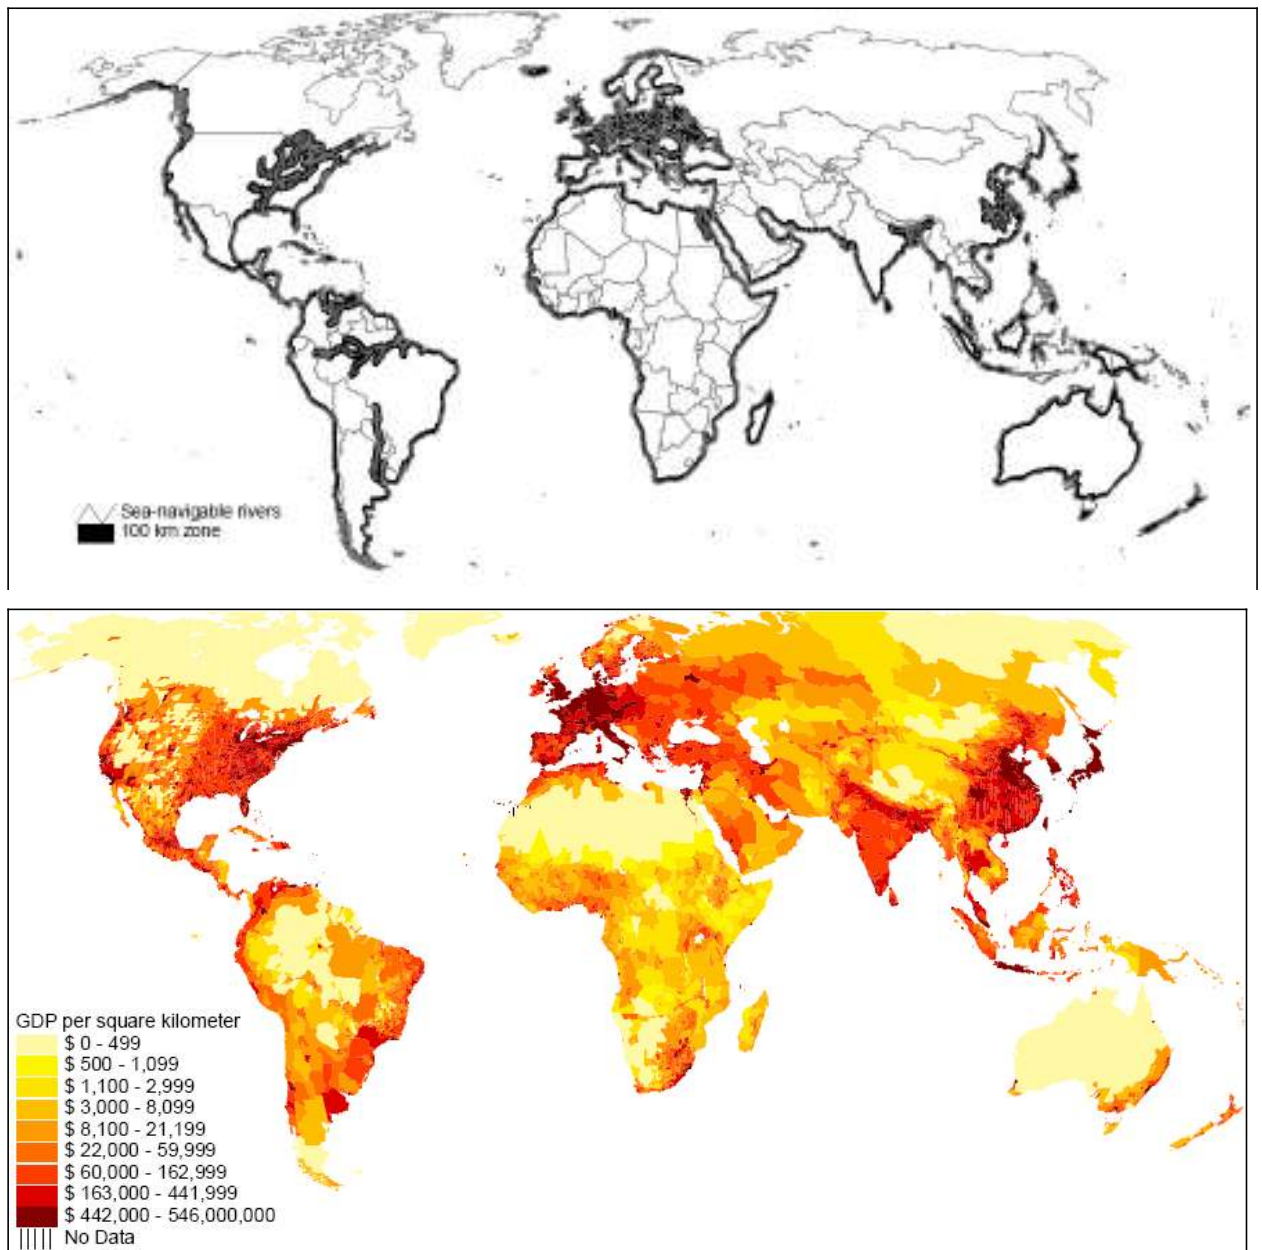 Sea-navigable rivers
100 km zone
GDP per square kilometer
$ 0 - 499
$ 500 - 1,099
$ 1,100 - 2,999
$ 3,000 - 8,099
$ 8,100 - 21,199
$ 22,000 - 59,999
$ 60,000 - 162,999
$ 163,000 - 441,999
$ 442,000 - 546,000,000
No Data